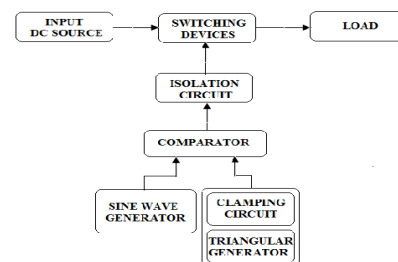 INPUT
DC SOURCE
SWITCHING
DEVICES
LOAD
ISOLATION
CIRCUIT
COMPARATOR
SINE WAVE
GENERATOR
CLAMPING
CIRCUIT
TRIANGULAR
GENERATOR